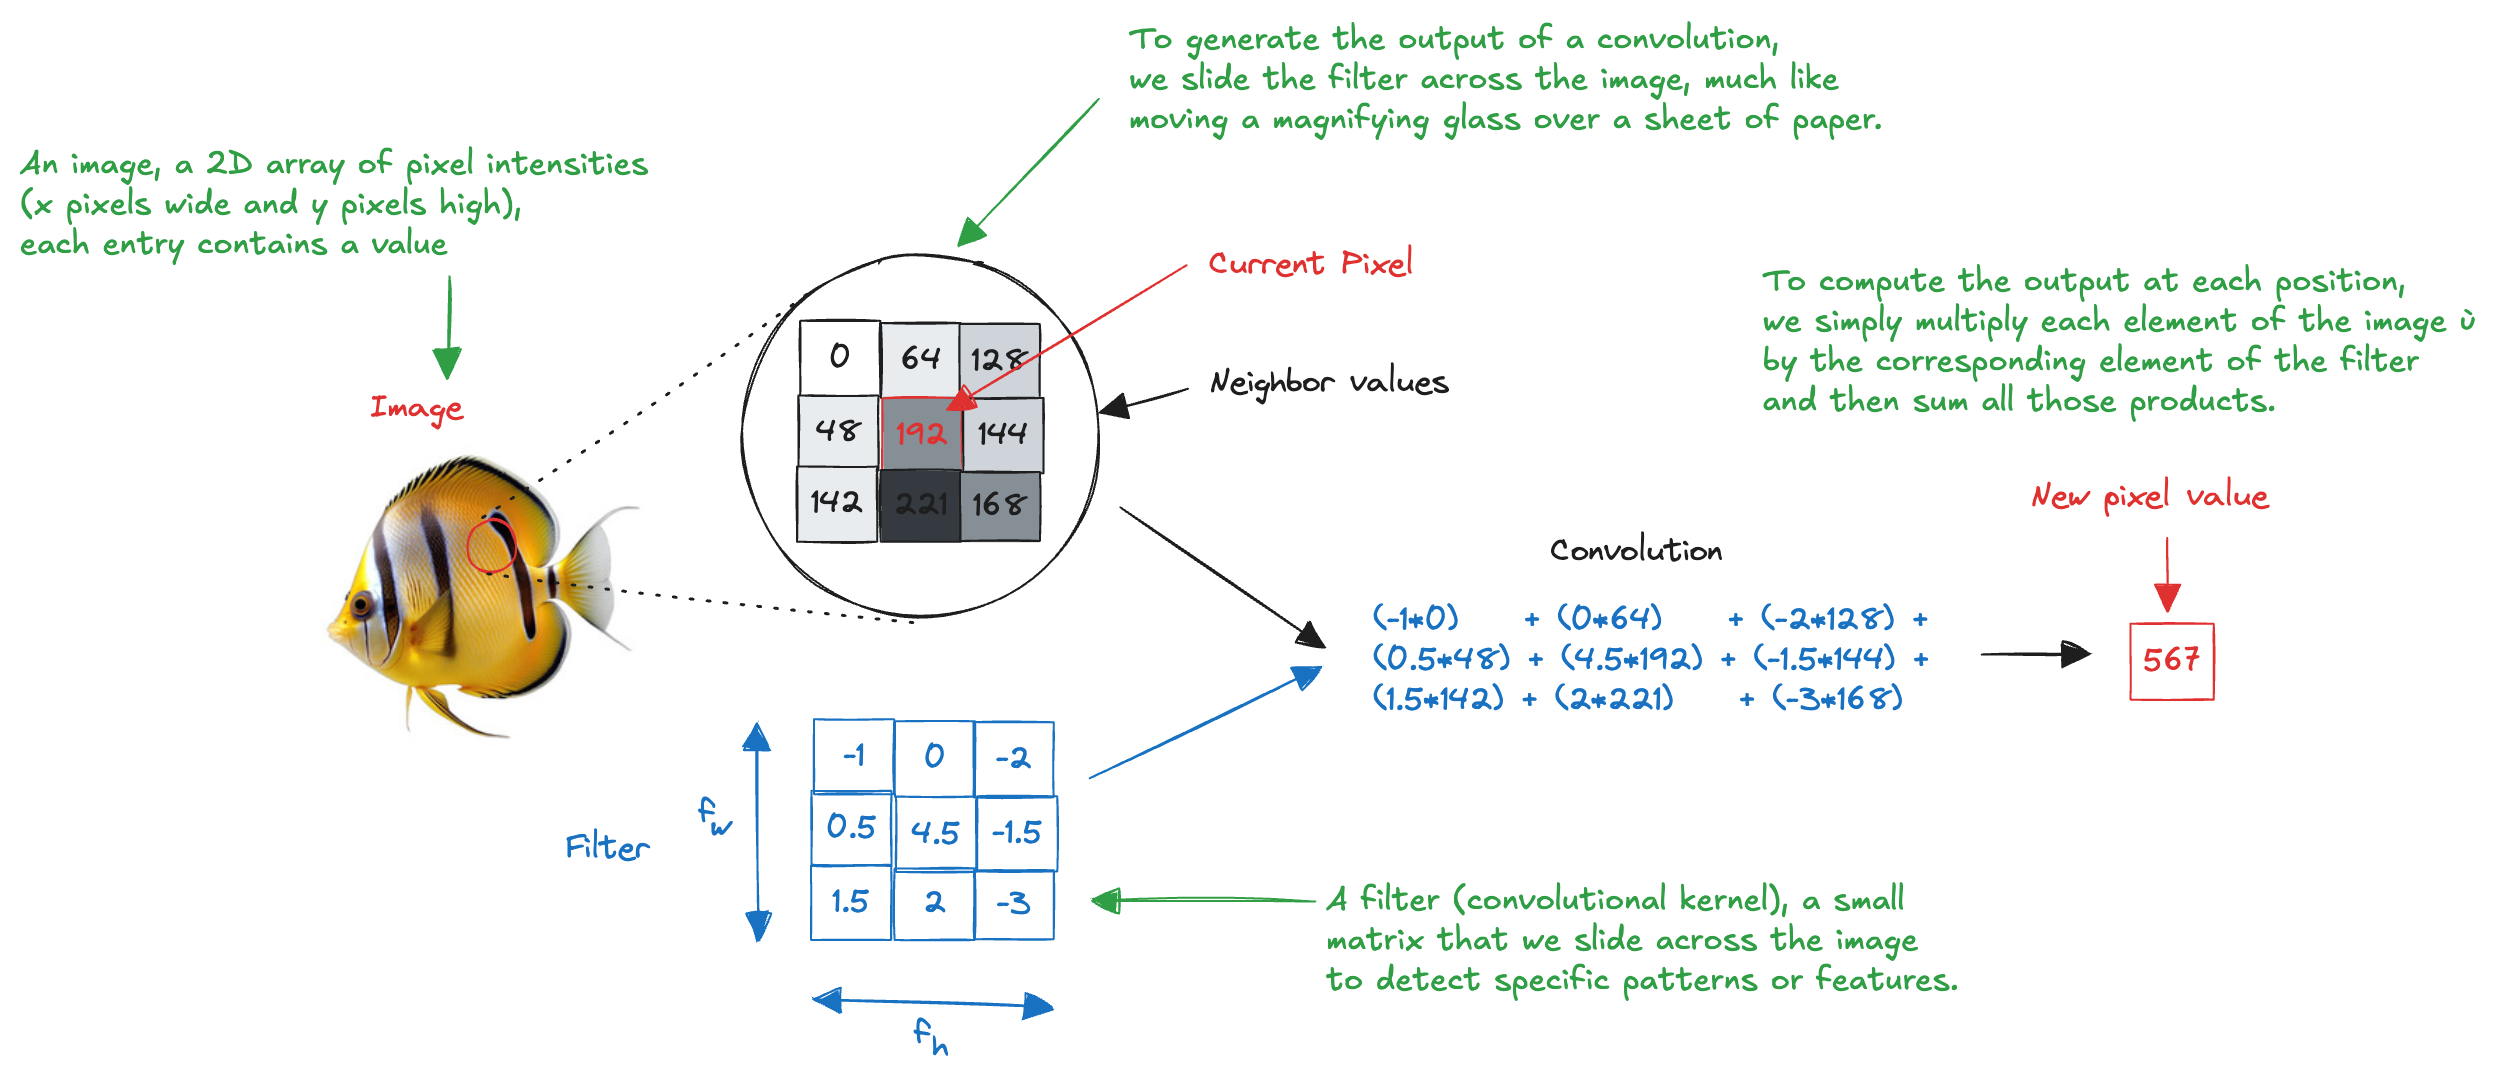 To generate the output of a convolution,
we slide the filter across the image, much like
moving a magnifying glass over a sheet of paper.
An image, a 2D array of pixel intensities
(x pixels wide and y pixels high),
each entry contains a value
Image
Current Pixel
Neighbor values
0 64 128
48 192 144
142 221 168
To compute the output at each position,
we simply multiply each element of the image ù
by the corresponding element of the filter
and then sum all those products.
New pixel value
Convolution
(-1*0) + (0*64) + (-2*128) +
(0.5*48) + (4.5*192) + (-1.5*144) +
(1.5*142) + (2*221) + (-3*168)
567
Filter
fw
-1 0 -2
0.5 4.5 -1.5
1.5 2 -3
fh
A filter (convolutional kernel), a small
matrix that we slide across the image
to detect specific patterns or features.